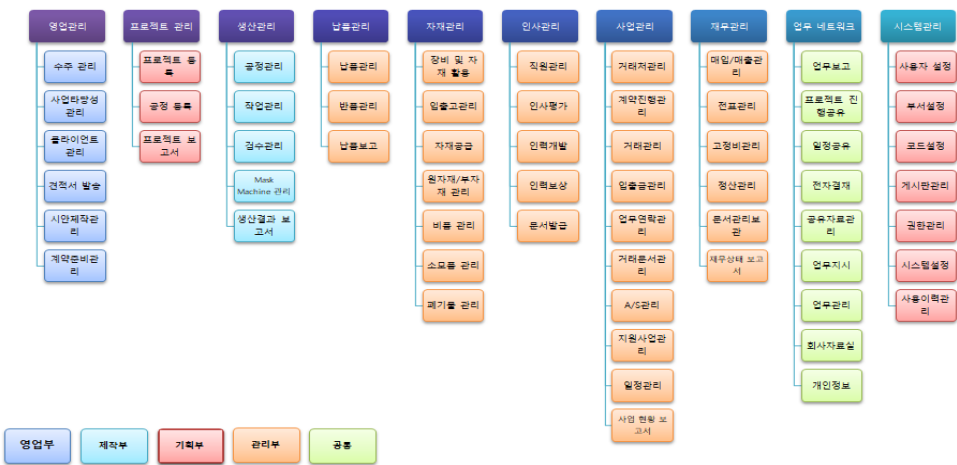 영업관리
프로젝트 관리
생산관리
납품관리
자재관리
인사관리
사업관리
재무관리
업무 네트워크
시스템관리
수주 관리
사업타당성
관리
클라이언트
관리
견적서 발송
시안제작관
리
계약준비관
리
프로젝트 등
록
공정 등록
프로젝트 보
고서
공정관리
작업관리
검수관리
Mask
Machine 관리
생산결과 보
고서
납품관리
반품관리
납품보고
장비 및 자
재 활용
입출고관리
자재공급
원자재/부자
재 관리
비품 관리
소모품 관리
폐기물 관리
직원관리
인사평가
인력개발
인력보상
문서발급
거래처관리
계약진행관
리
거래관리
입출금관리
업무연락관
리
거래문서관
리
A/S관리
지원사업관
리
일정관리
사업 현황 보
고서
매입/매출관
리
전표관리
고정비관리
정산관리
문서관리보
관
재무상태 보고
서
업무보고
프로젝트 진
행공유
일정공유
전자결재
공유자료관
리
업무지시
업무관리
회사자료실
개인정보
사용자 설정
부서설정
코드설정
게시판관리
권한관리
시스템설정
사용이력관
리
영업부
제작부
기획부
관리부
공통